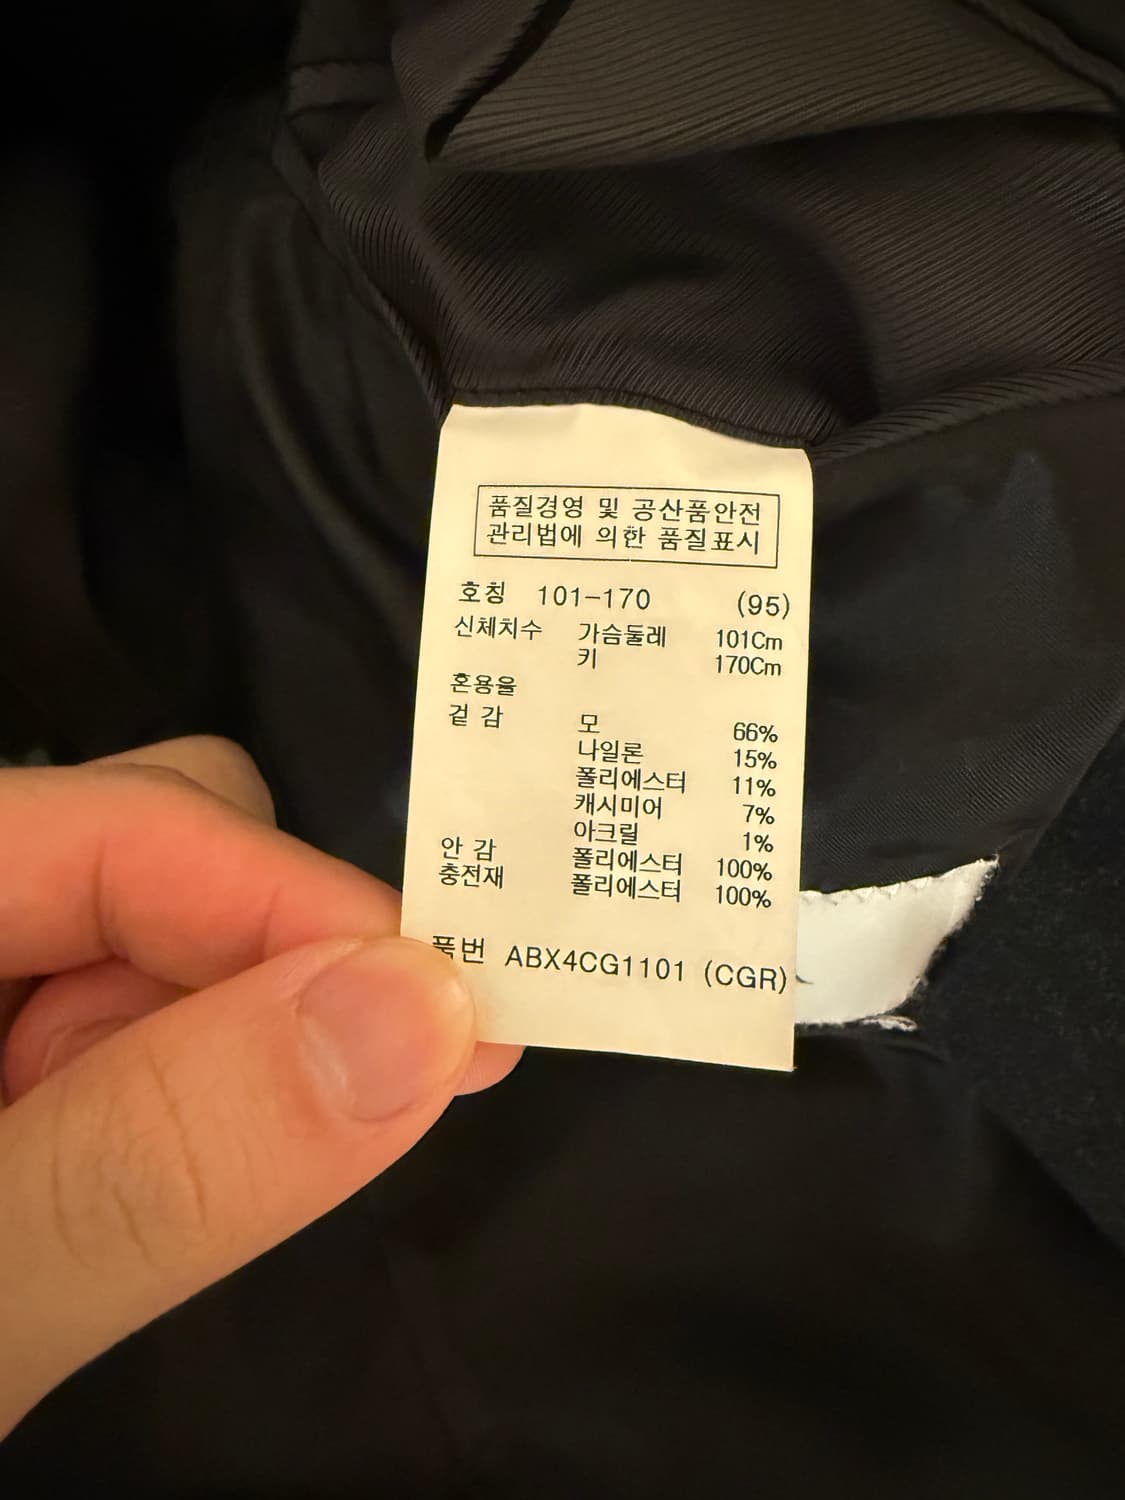 품질경영 및 공산품안전
관리법에 의한 품질표시
호칭 101-170 (95)
신체치수 가슴둘레 101Cm
키 170Cm
혼용율
겉 감 모 66%
나일론 15%
폴리에스터 11%
캐시미어 7%
아크릴 1%
안 감 폴리에스터 100%
충전재 폴리에스터 100%
품번 ABX4CG1101 (CGR)